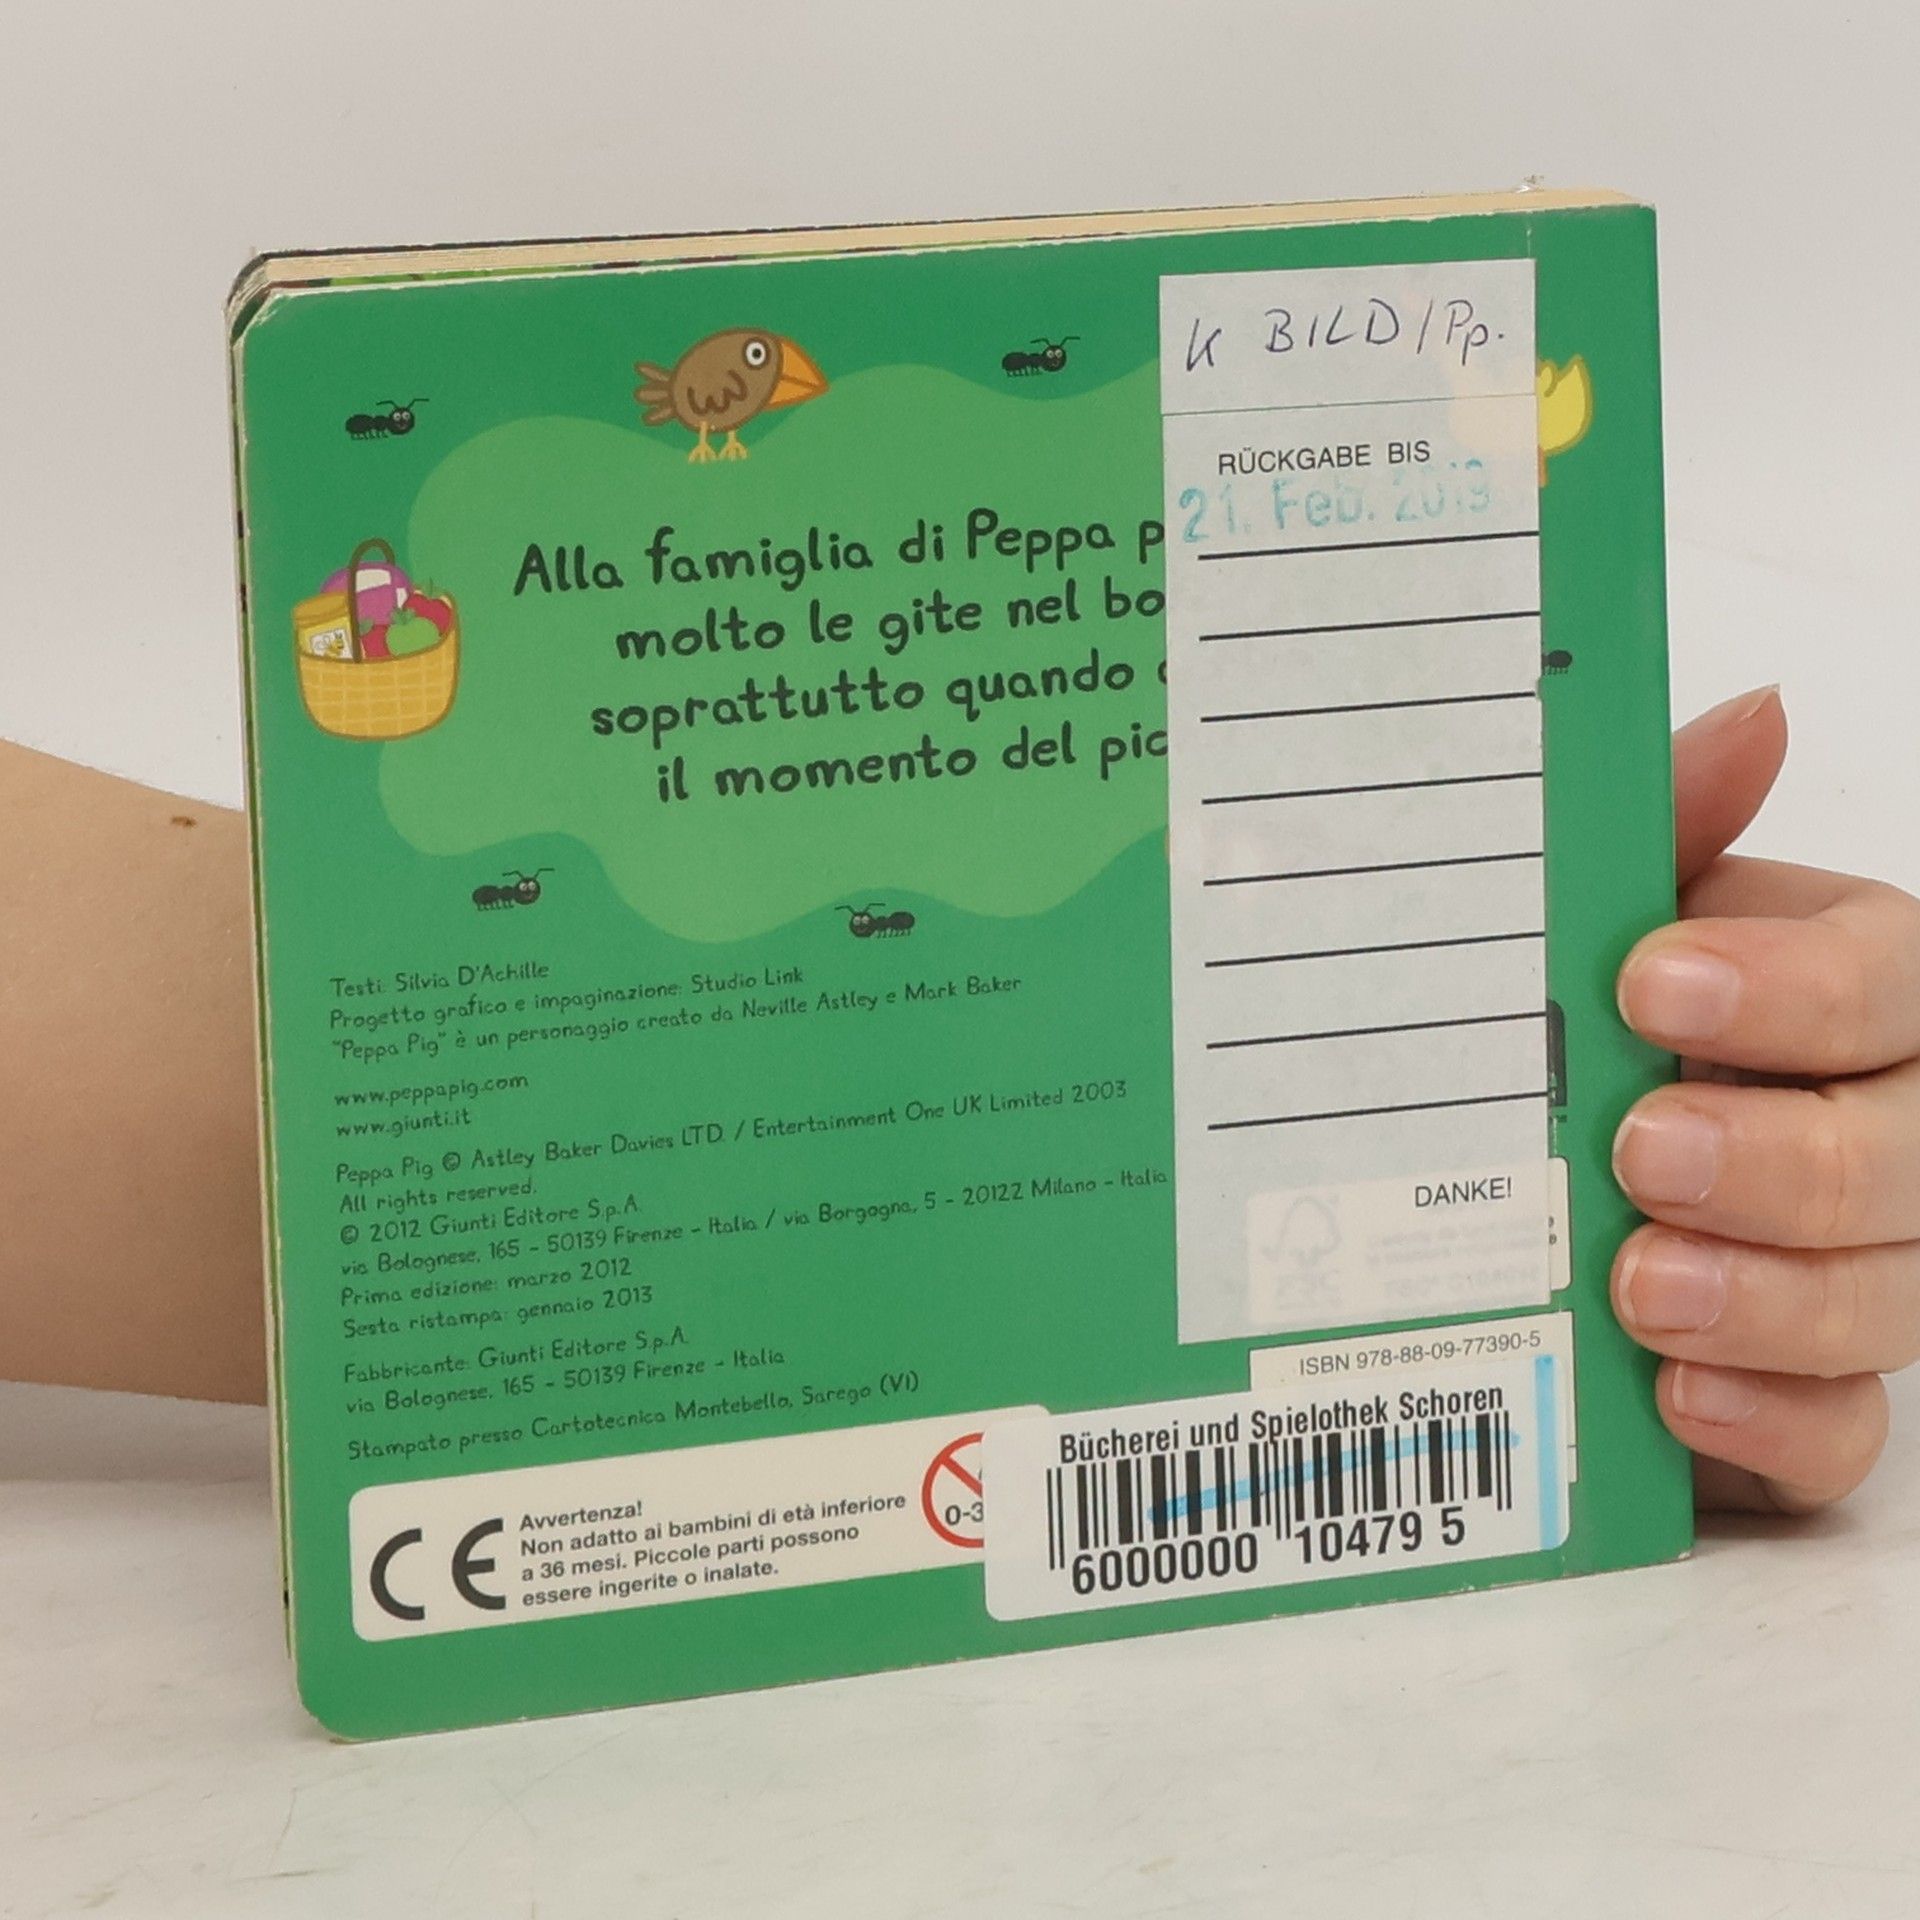 K BILD/Pp.
RÜCKGABE BIS
21. Feb. 2019
Alla famiglia di Peppa p
molto le gite nel bo
soprattutto quando
il momento del pic
Testi: Silvia D'Achille
Progetto grafico e impaginazione: Studio Link
"Peppa Pig" è un personaggio creato da Neville Astley e Mark Baker
www.peppapig.com
www.giunti.it
Peppa Pig © Astley Baker Davies LTD. / Entertainment One UK Limited 2003
All rights reserved.
© 2012 Giunti Editore S.p.A.
via Bolognese, 165 - 50139 Firenze - Italia / via Borgogna, 5 - 20122 Milano - Italia
Prima edizione: marzo 2012
Sesta ristampa: gennaio 2013
Fabbricante: Giunti Editore S.p.A.
via Bolognese, 165 - 50139 Firenze - Italia
Stampato presso Cartotecnica Montebello, Sarego (VI)
DANKE!
ISBN 978-88-09-77390-5
Bücherei und Spielothek Schoren
6000000 10479 5
CE
Avvertenza!
Non adatto ai bambini di età inferiore
a 36 mesi. Piccole parti possono
essere ingerite o inalate.
0-3